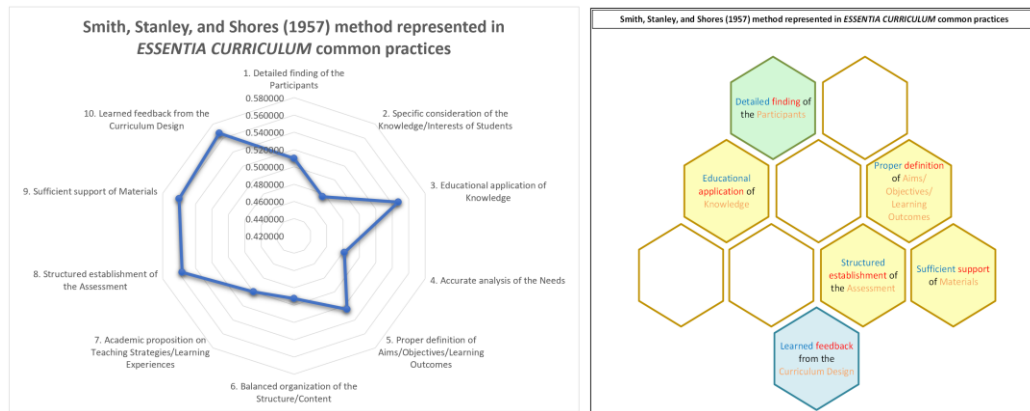 Smith, Stanley, and Shores (1957) method represented in
ESSENTIA CURRICULUM common practices
1. Detailed finding of the
Participants
2. Specific consideration of the
Knowledge/Interests of Students
3. Educational application of
Knowledge
4. Accurate analysis of the Needs
5. Proper definition of
Aims/Objectives/Learning
Outcomes
6. Balanced organization of the
Structure/Content
7. Academic proposition on
Teaching Strategies/Learning
Experiences
8. Structured establishment of
the Assessment
9. Sufficient support of Materials
10. Learned feedback from the
Curriculum Design
0.580000
0.560000
0.540000
0.520000
0.500000
0.480000
0.460000
0.440000
0.420000
Smith, Stanley, and Shores (1957) method represented in ESSENTIA CURRICULUM common practices
Detailed finding of
the Participants
Educational
application of
Knowledge
Proper definition
of Aims/
Objectives/
Learning
Outcomes
Structured
establishment of
the Assessment
Sufficient support
of Materials
Learned feedback
from the
Curriculum Design